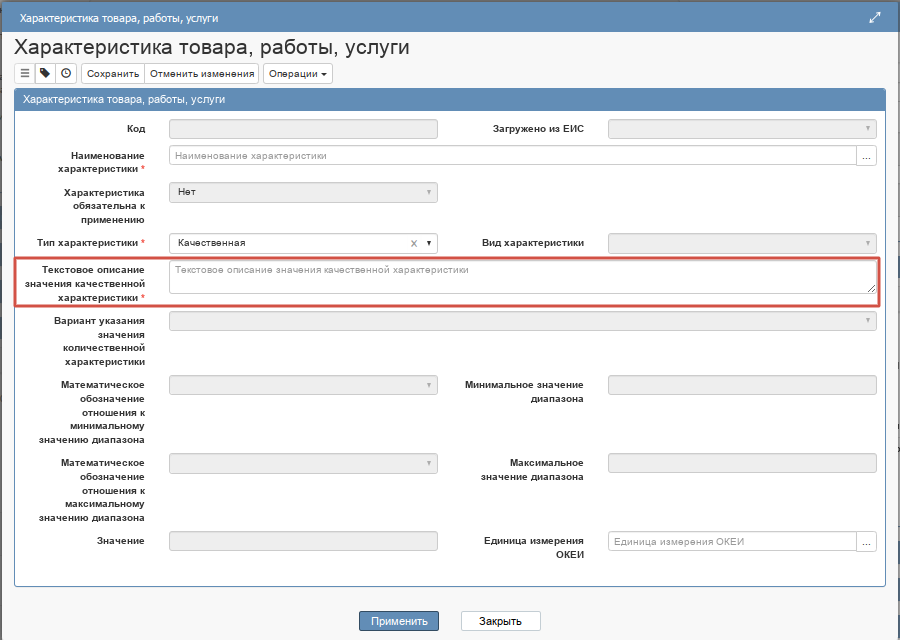 Характеристика товара, работы, услуги
Характеристика товара, работы, услуги
Сохранить Отменить изменения Операции
Характеристика товара, работы, услуги
Код Загружено из ЕИС
Наименование характеристики * Наименование характеристики ...
Характеристика обязательна к применению Нет
Тип характеристики * Качественная x Вид характеристики
Текстовое описание
значения качественной
характеристики *
Текстовое описание значения качественной характеристики
Вариант указания
значения
количественной
характеристики
Математическое
обозначение
отношения к
минимальному
значению диапазона
Минимальное значение
диапазона
Математическое
обозначение
отношения к
максимальному
значению диапазона
Максимальное
значение диапазона
Значение
Единица измерения
ОКЕИ
Единица измерения ОКЕИ ...
Применить Закрыть